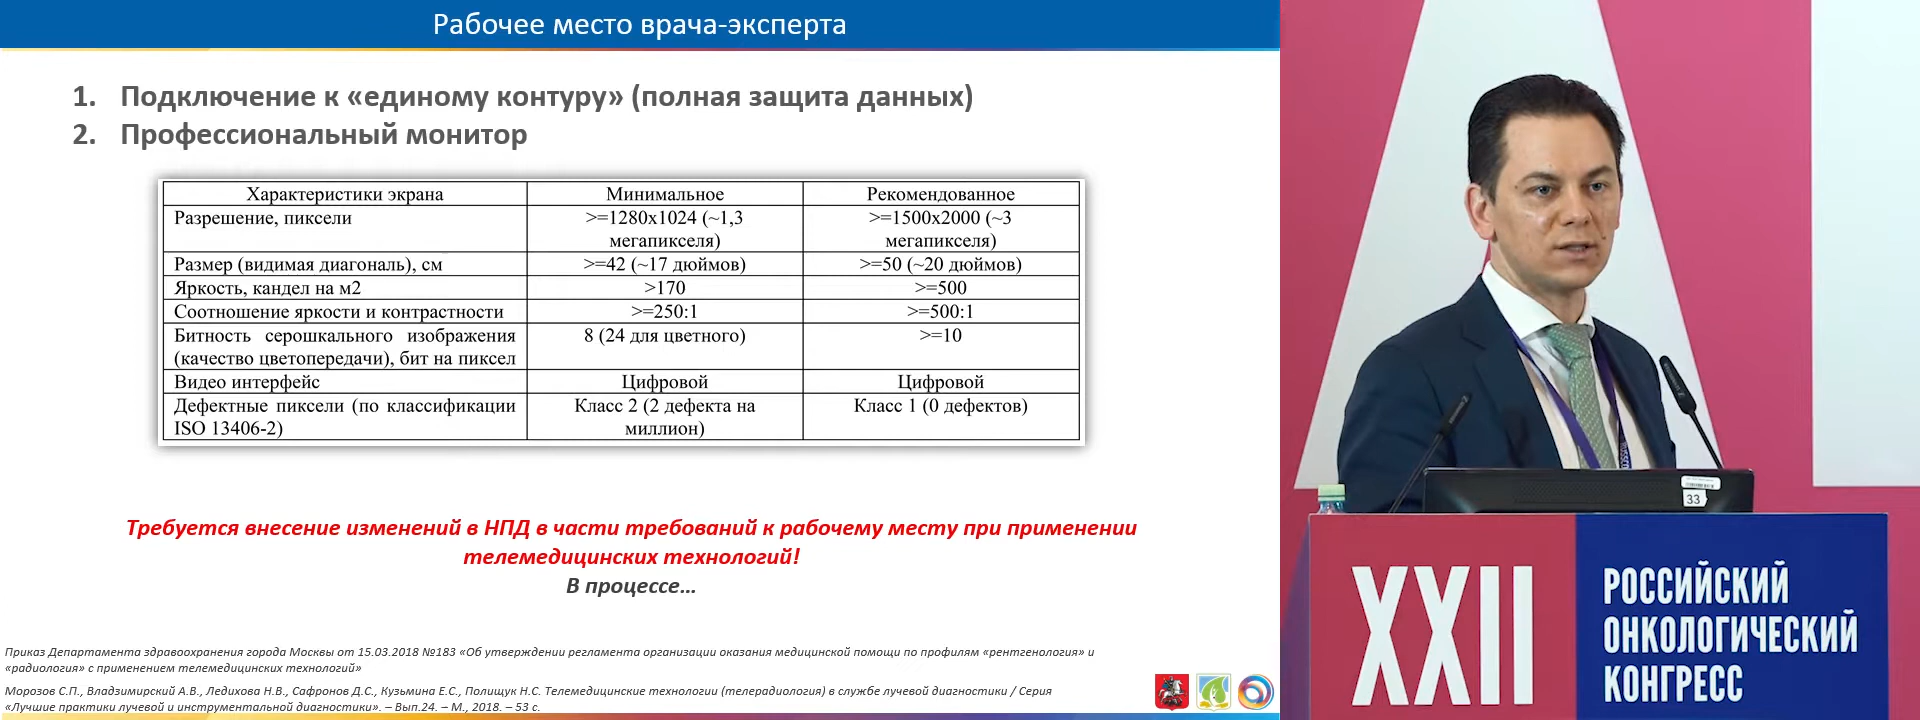 Рабочее место врача-эксперта
1. Подключение к «единому контуру» (полная защита данных)
2. Профессиональный монитор
Характеристики экрана Минимальное Рекомендованное
Разрешение, пиксели >=1280x1024 (~1,3 >=1500x2000 (~3
мегапикселя) мегапикселя)
Размер (видимая диагональ), см >=42 (~17 дюймов) >=50 (~20 дюймов)
Яркость, кандел на м2 >170 >=500
Соотношение яркости и контрастности >=250:1 >=500:1
Битность серошкального изображения 8 (24 для цветного) >=10
(качество цветопередачи), бит на пиксел
Видео интерфейс Цифровой Цифровой
Дефектные пиксели (по классификации Класс 2 (2 дефекта на Класс 1 (0 дефектов)
ISO 13406-2) миллион)
Требуется внесение изменений в НПД в части требований к рабочему месту при применении
телемедицинских технологий!
В процессе...
Приказ Департамента здравоохранения города Москвы от 15.03.2018 №183 «Об утверждении регламента организации оказания медицинской помощи по профилям «рентгенология» и
«радиология» с применением телемедицинских технологий»
Морозов С.П., Владзимирский А.В., Ледихова Н.В., Сафронов Д.С., Кузьмина Е.С., Полищук Н.С. Телемедицинские технологии (телерадиология) в службе лучевой диагностики / Серия
«Лучшие практики лучевой и инструментальной диагностики». – Вып.24. – М., 2018. – 53 с.
33
XXII
РОССИЙСКИЙ
ОНКОЛОГИЧЕСКИЙ
КОНГРЕСС